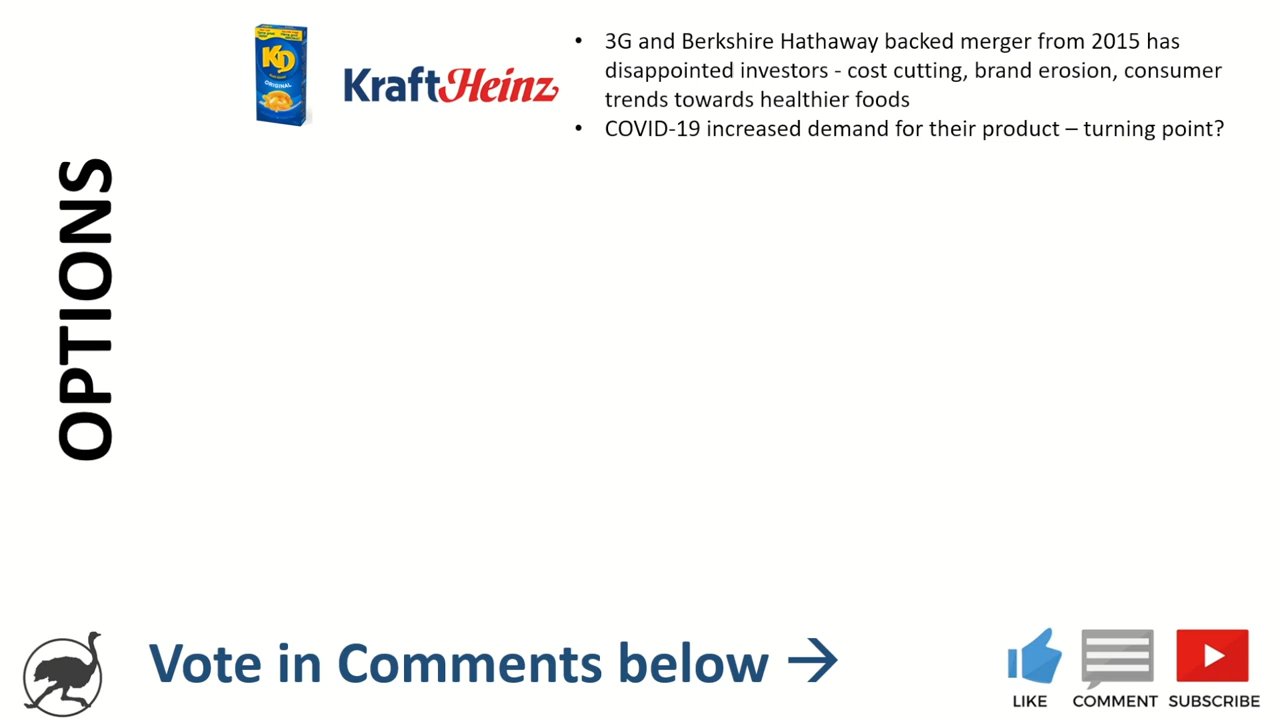 KD
ORIGINAL
KraftHeinz
• 3G and Berkshire Hathaway backed merger from 2015 has
disappointed investors - cost cutting, brand erosion, consumer
trends towards healthier foods
• COVID-19 increased demand for their product – turning point?
OPTIONS
Vote in Comments below →
LIKE
COMMENT
SUBSCRIBE